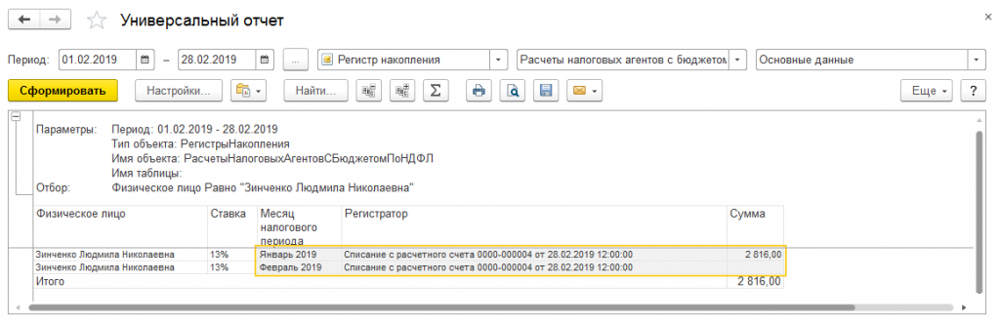 Универсальный отчет
Период: 01.02.2019 – 28.02.2019 ... Регистр накопления Расчеты налоговых агентов с бюджетом Основные данные
Сформировать Настройки... Найти... Σ Еще ?
Параметры: Период: 01.02.2019 - 28.02.2019
Тип объекта: РегистрыНакопления
Имя объекта: РасчетыНалоговыхАгентовСБюджетомПоНДФЛ
Имя таблицы:
Отбор: Физическое лицо Равно "Зинченко Людмила Николаевна"
Физическое лицо Ставка Месяц налогового периода Регистратор Сумма
Зинченко Людмила Николаевна 13% Январь 2019 Списание с расчетного счета 0000-000004 от 28.02.2019 12:00:00 2 816,00
Зинченко Людмила Николаевна 13% Февраль 2019 Списание с расчетного счета 0000-000004 от 28.02.2019 12:00:00
Итого 2 816,00